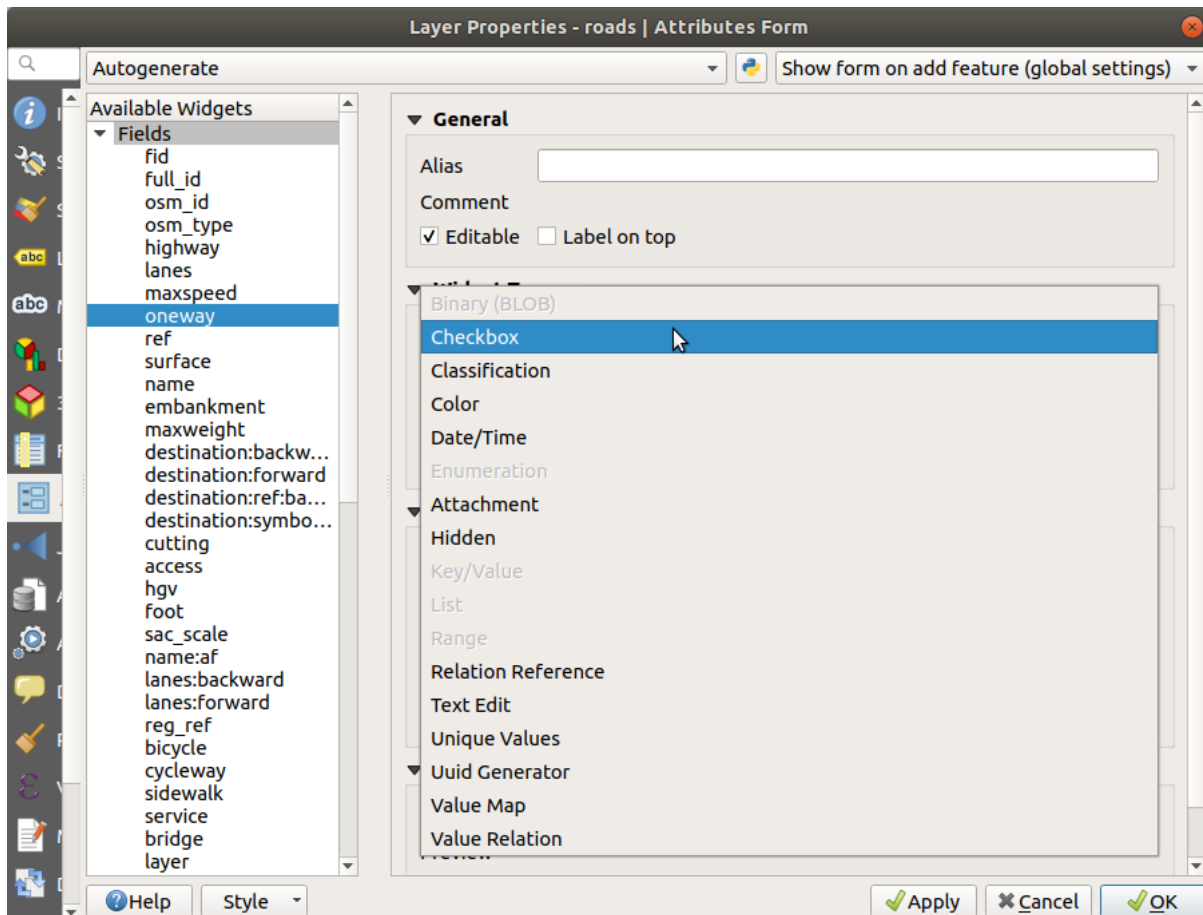 Layer Properties - roads | Attributes Form
Autogenerate
Show form on add feature (global settings)
Available Widgets
Fields
fid
full_id
osm_id
osm_type
highway
lanes
maxspeed
oneway
ref
surface
name
embankment
maxweight
destination:backw...
destination:forward
destination:ref:ba...
destination:symbo...
cutting
access
hgv
foot
sac_scale
name:af
lanes:backward
lanes:forward
reg_ref
bicycle
cycleway
sidewalk
service
bridge
layer
General
Alias
Comment
Editable
Label on top
Binary (BLOB)
Checkbox
Classification
Color
Date/Time
Enumeration
Attachment
Hidden
Key/Value
List
Range
Relation Reference
Text Edit
Unique Values
Uuid Generator
Value Map
Value Relation
abc
abc
Help
Style
Apply
Cancel
OK